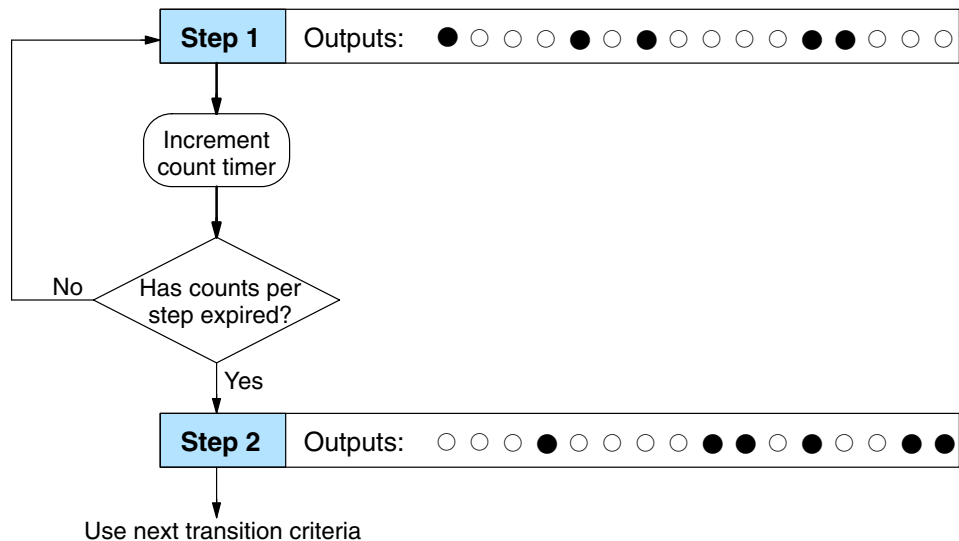 Step 1 Outputs:
Increment
count timer
No
Has counts per
step expired?
Yes
Step 2 Outputs:
Use next transition criteria